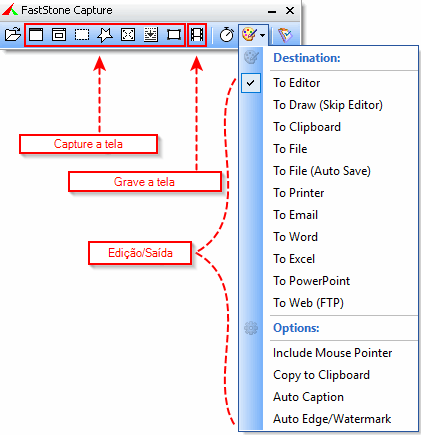 FastStone Capture
Capture a tela
Grave a tela
Edição/Saída
Destination:
To Editor
To Draw (Skip Editor)
To Clipboard
To File
To File (Auto Save)
To Printer
To Email
To Word
To Excel
To PowerPoint
To Web (FTP)
Options:
Include Mouse Pointer
Copy to Clipboard
Auto Caption
Auto Edge/Watermark